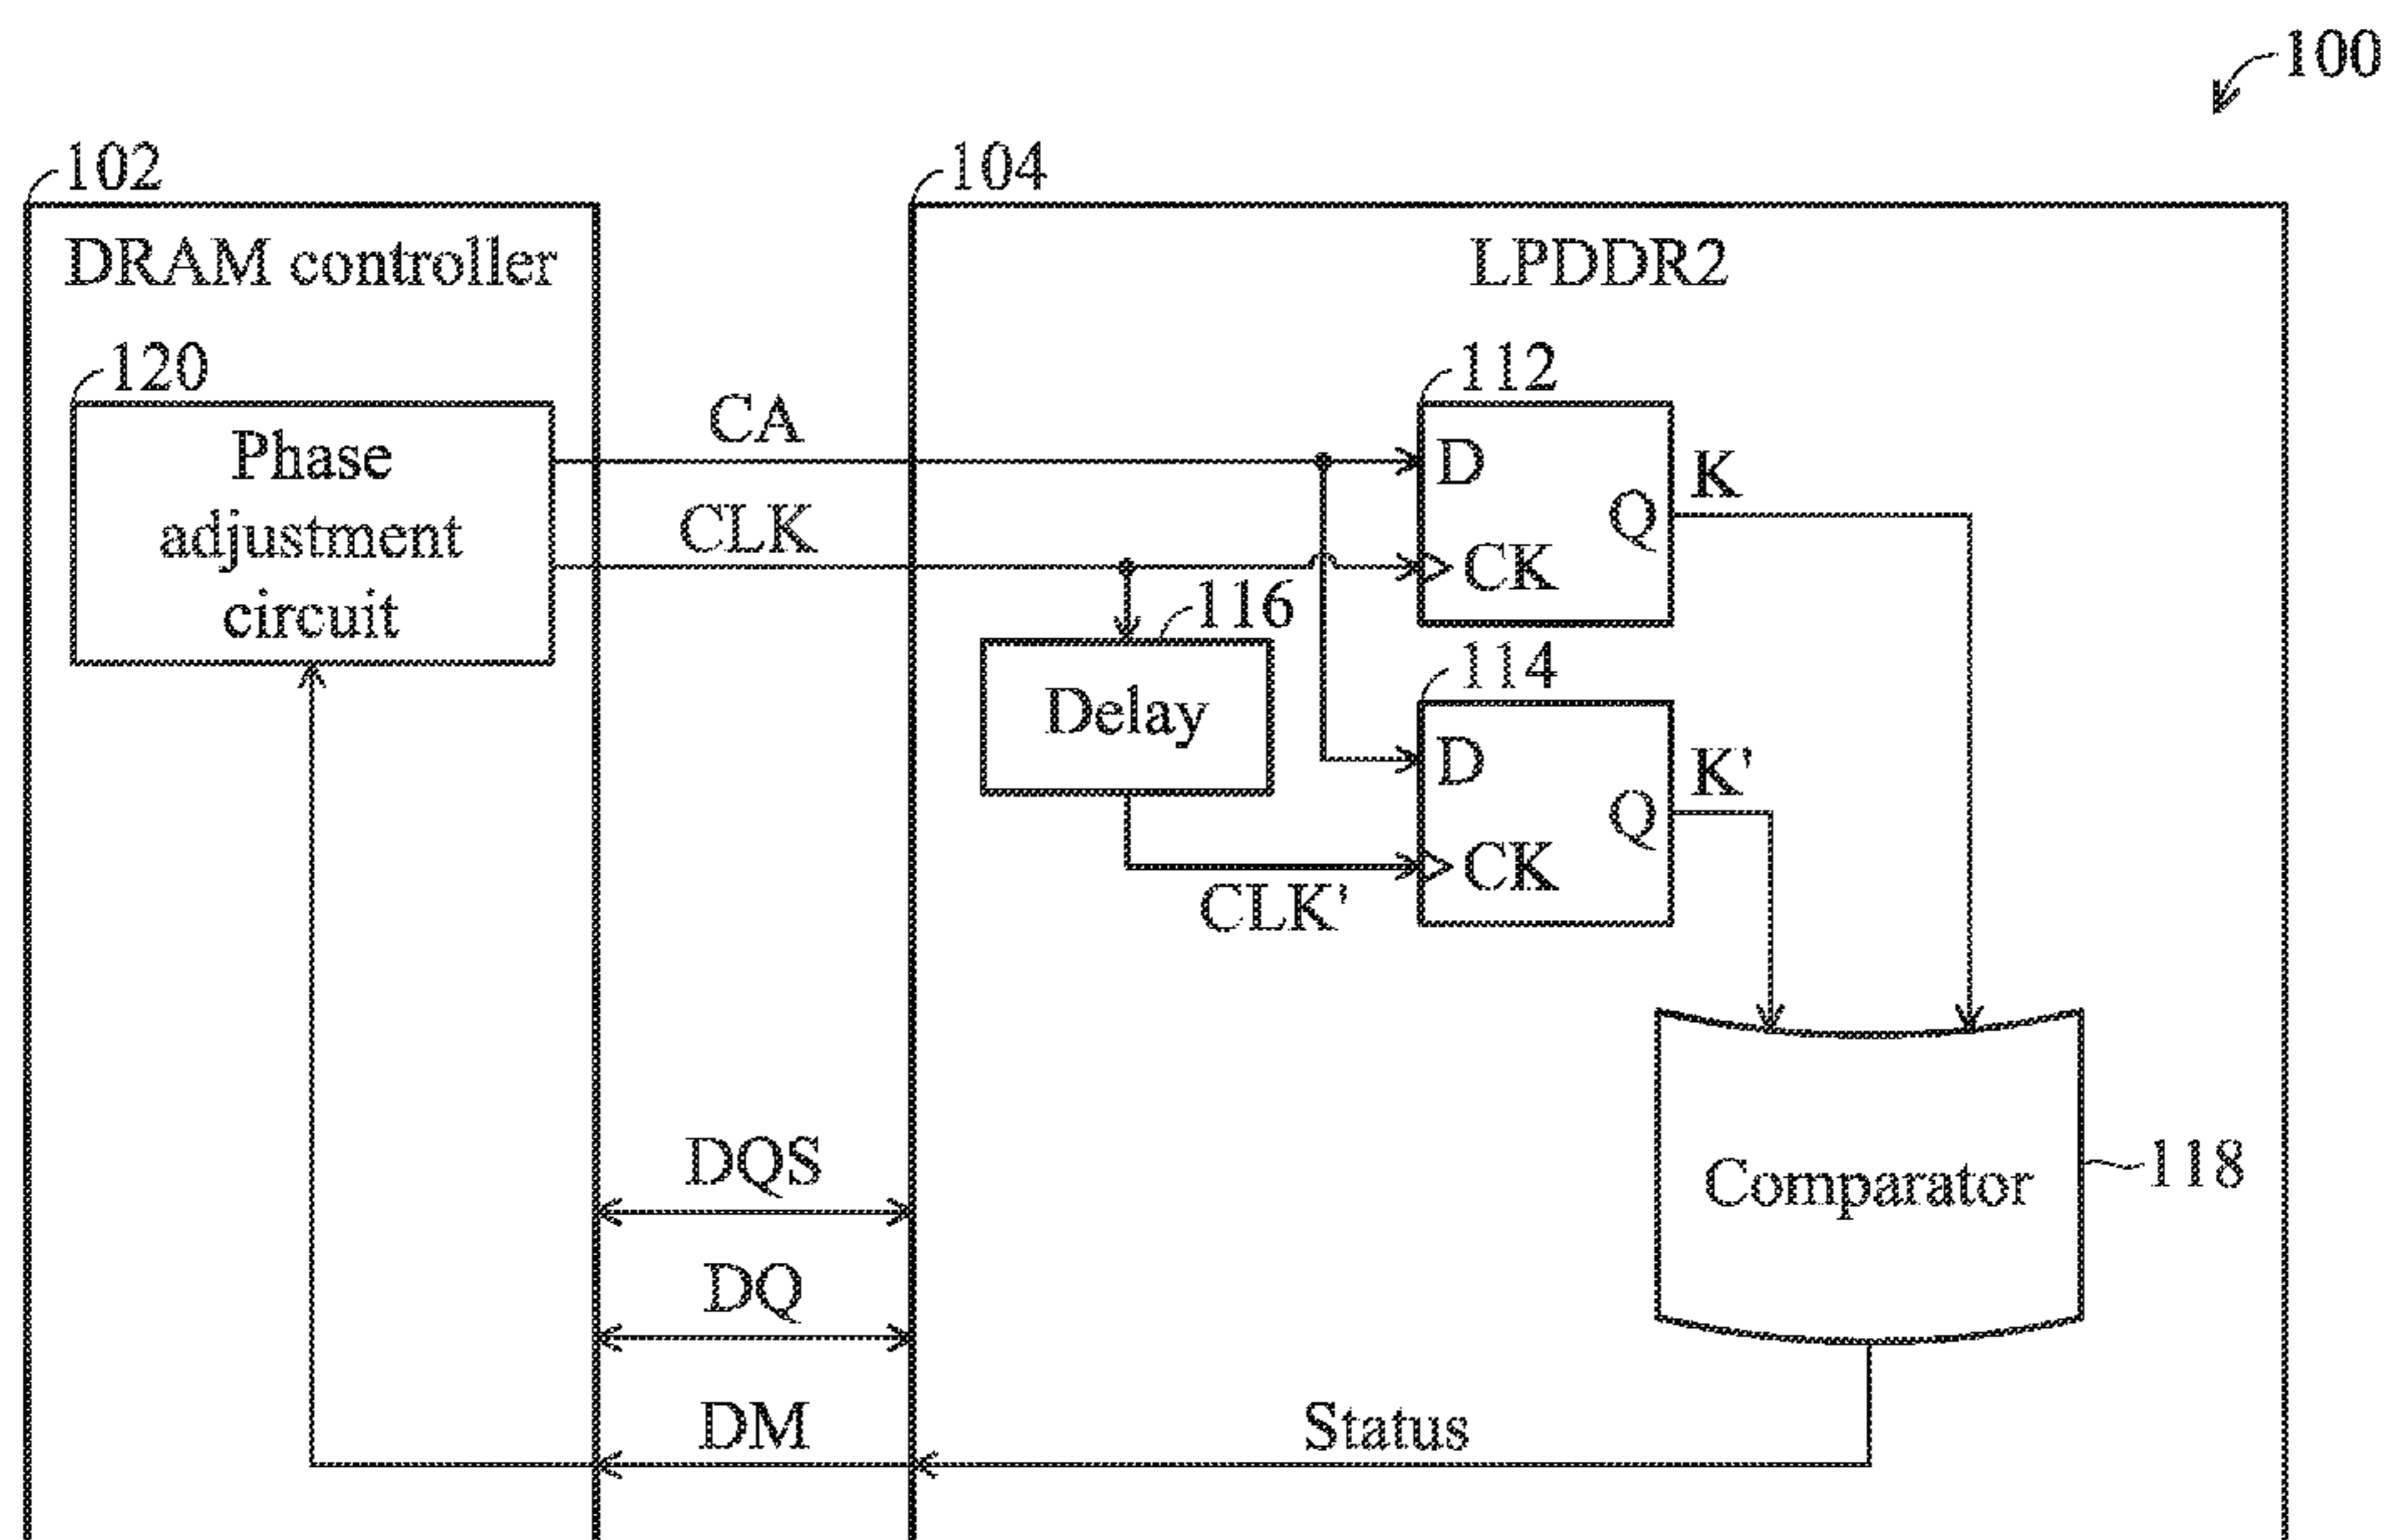 100
102
104
DRAM controller
LPDDR2
120
112
Phase
adjustment
circuit
CA
CLK
D
Q
CK
K
116
Delay
114
D
Q
CK
K'
CLK'
DQS
DQ
DM
Comparator
118
Status